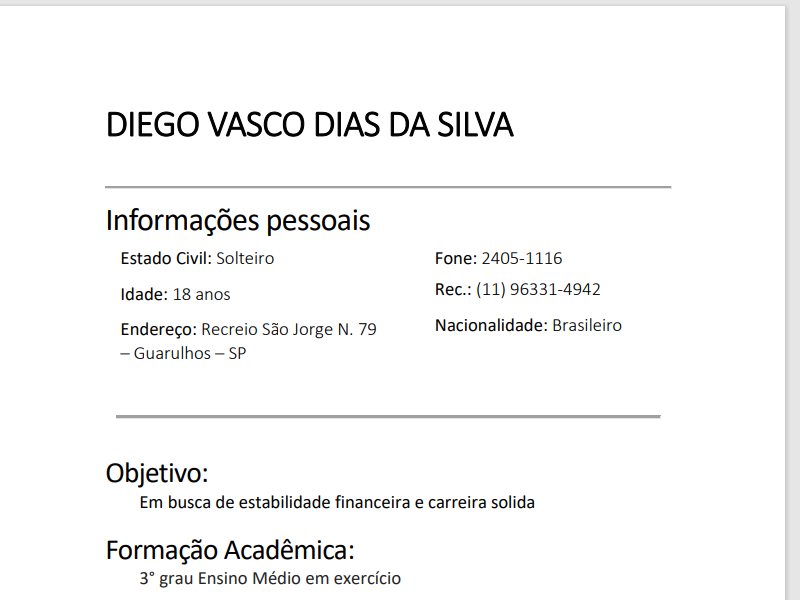 DIEGO VASCO DIAS DA SILVA
Informações pessoais
Estado Civil: Solteiro
Idade: 18 anos
Endereço: Recreio São Jorge N. 79
– Guarulhos – SP
Fone: 2405-1116
Rec.: (11) 96331-4942
Nacionalidade: Brasileiro
Objetivo:
Em busca de estabilidade financeira e carreira solida
Formação Acadêmica:
3° grau Ensino Médio em exercício